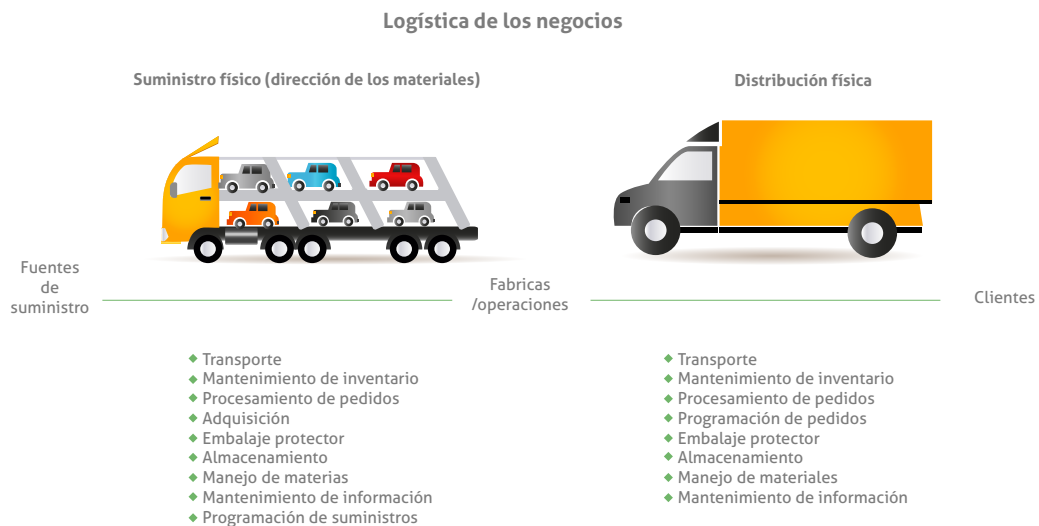 Logística de los negocios
Suministro físico (dirección de los materiales)
Distribución física
Fuentes
de
suministro
Fabricas
/operaciones
Clientes
Transporte
Mantenimiento de inventario
Procesamiento de pedidos
Adquisición
Embalaje protector
Almacenamiento
Manejo de materias
Mantenimiento de información
Programación de suministros
Transporte
Mantenimiento de inventario
Procesamiento de pedidos
Programación de pedidos
Embalaje protector
Almacenamiento
Manejo de materiales
Mantenimiento de información